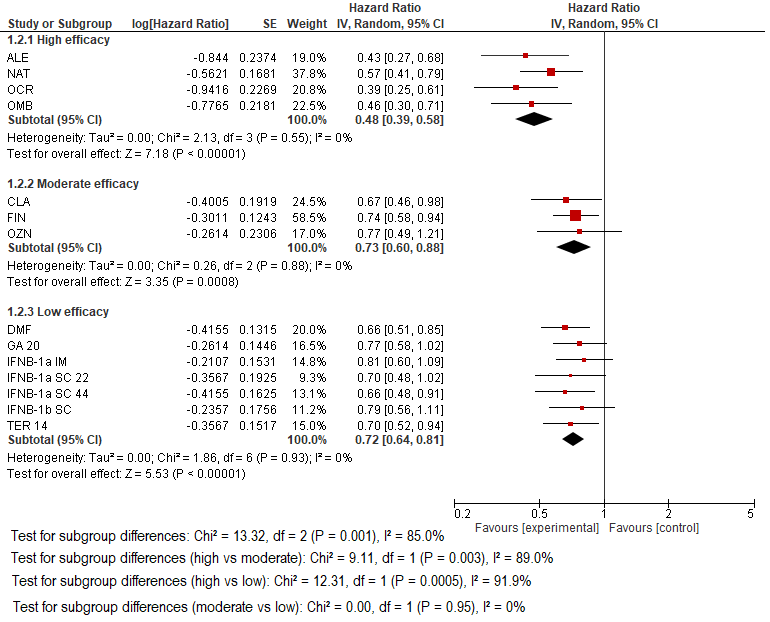 Hazard Ratio Hazard Ratio
Study or Subgroup log[Hazard Ratio] SE Weight IV, Random, 95% CI IV, Random, 95% CI
1.2.1 High efficacy
ALE -0.844 0.2374 19.0% 0.43 [0.27, 0.68]
NAT -0.5621 0.1681 37.8% 0.57 [0.41, 0.79]
OCR -0.9416 0.2269 20.8% 0.39 [0.25, 0.61]
OMB -0.7765 0.2181 22.5% 0.46 [0.30, 0.71]
Subtotal (95% CI) 100.0% 0.48 [0.39, 0.58]
Heterogeneity: Tau² = 0.00; Chi² = 2.13, df = 3 (P = 0.55); I² = 0%
Test for overall effect: Z = 7.18 (P < 0.00001)
1.2.2 Moderate efficacy
CLA -0.4005 0.1919 24.5% 0.67 [0.46, 0.98]
FIN -0.3011 0.1243 58.5% 0.74 [0.58, 0.94]
OZN -0.2614 0.2306 17.0% 0.77 [0.49, 1.21]
Subtotal (95% CI) 100.0% 0.73 [0.60, 0.88]
Heterogeneity: Tau² = 0.00; Chi² = 0.26, df = 2 (P = 0.88); I² = 0%
Test for overall effect: Z = 3.35 (P = 0.0008)
1.2.3 Low efficacy
DMF -0.4155 0.1315 20.0% 0.66 [0.51, 0.85]
GA 20 -0.2614 0.1446 16.5% 0.77 [0.58, 1.02]
IFNB-1a IM -0.2107 0.1531 14.8% 0.81 [0.60, 1.09]
IFNB-1a SC 22 -0.3567 0.1925 9.3% 0.70 [0.48, 1.02]
IFNB-1a SC 44 -0.4155 0.1625 13.1% 0.66 [0.48, 0.91]
IFNB-1b SC -0.2357 0.1756 11.2% 0.79 [0.56, 1.11]
TER 14 -0.3567 0.1517 15.0% 0.70 [0.52, 0.94]
Subtotal (95% CI) 100.0% 0.72 [0.64, 0.81]
Heterogeneity: Tau² = 0.00; Chi² = 1.86, df = 6 (P = 0.93); I² = 0%
Test for overall effect: Z = 5.53 (P < 0.00001)
0.2 0.5 1 2 5
Favours [experimental] Favours [control]
Test for subgroup differences: Chi² = 13.32, df = 2 (P = 0.001), I² = 85.0%
Test for subgroup differences (high vs moderate): Chi² = 9.11, df = 1 (P = 0.003), I² = 89.0%
Test for subgroup differences (high vs low): Chi² = 12.31, df = 1 (P = 0.0005), I² = 91.9%
Test for subgroup differences (moderate vs low): Chi² = 0.00, df = 1 (P = 0.95), I² = 0%